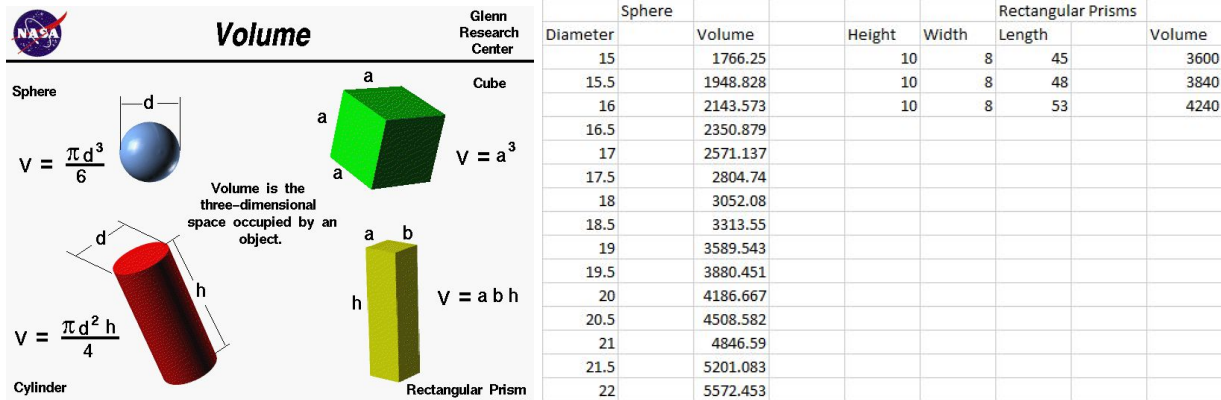 NASA
Volume
Glenn
Research
Center
Sphere
d
V = πd³/6
a
a
a
Cube
V = a³
Volume is the
three-dimensional
space occupied by an
object.
d
h
V = πd² h/4
Cylinder
a b
h
V = a b h
Rectangular Prism
Sphere Rectangular Prisms
Diameter Volume Height Width Length Volume
15 1766.25 10 8 45 3600
15.5 1948.828 10 8 48 3840
16 2143.573 10 8 53 4240
16.5 2350.879
17 2571.137
17.5 2804.74
18 3052.08
18.5 3313.55
19 3589.543
19.5 3880.451
20 4186.667
20.5 4508.582
21 4846.59
21.5 5201.083
22 5572.453